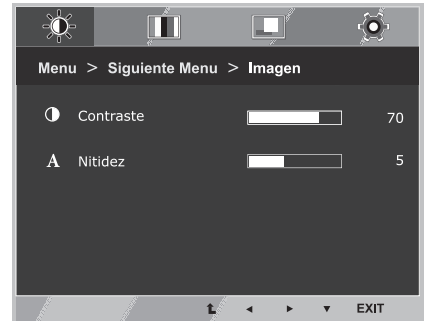 Menu > Siguiente Menu > Imagen
Contraste 70
A Nitidez 5
EXIT